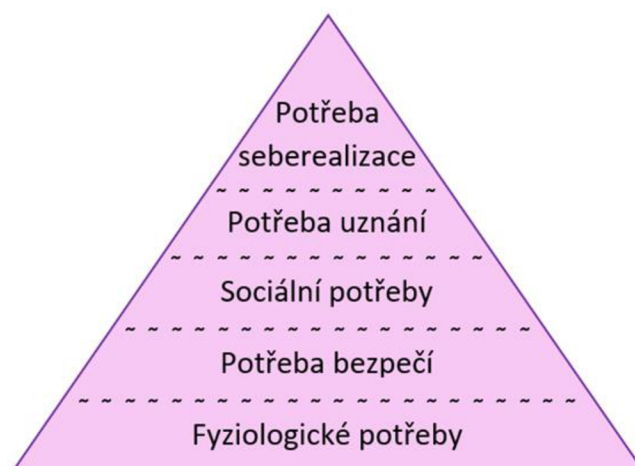 Potřeba
seberealizace
Potřeba uznání
Sociální potřeby
Potřeba bezpečí
Fyziologické potřeby